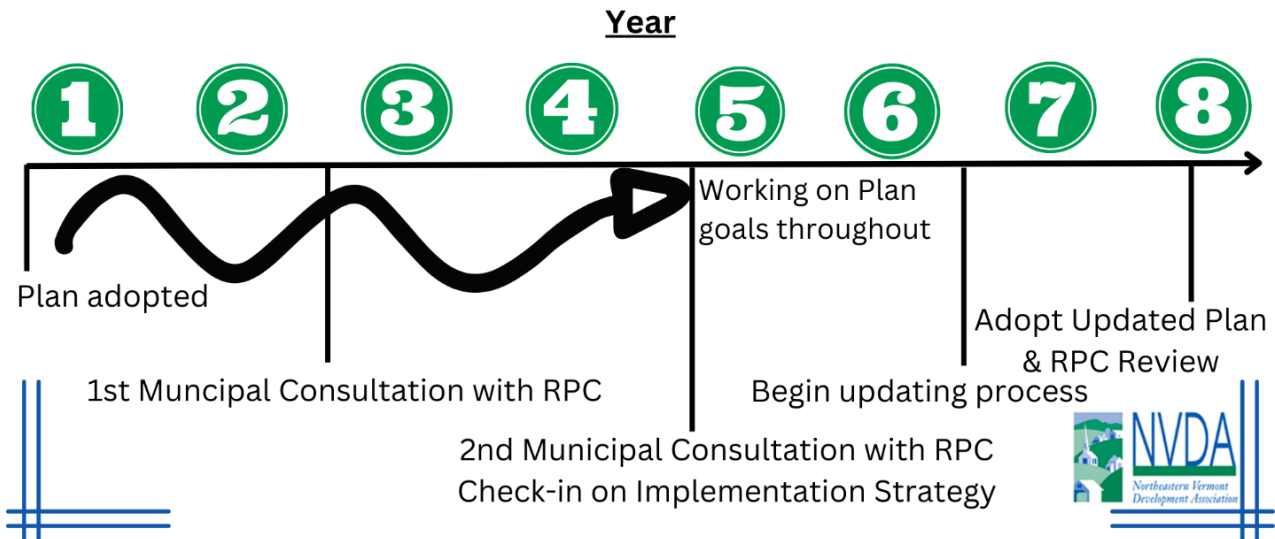 Year
1 2 3 4 5 6 7 8
Working on Plan
goals throughout
Plan adopted
Adopt Updated Plan
& RPC Review
1st Muncipal Consultation with RPC
Begin updating process
2nd Municipal Consultation with RPC
Check-in on Implementation Strategy
NVDA
Northeastern Vermont
Development Association